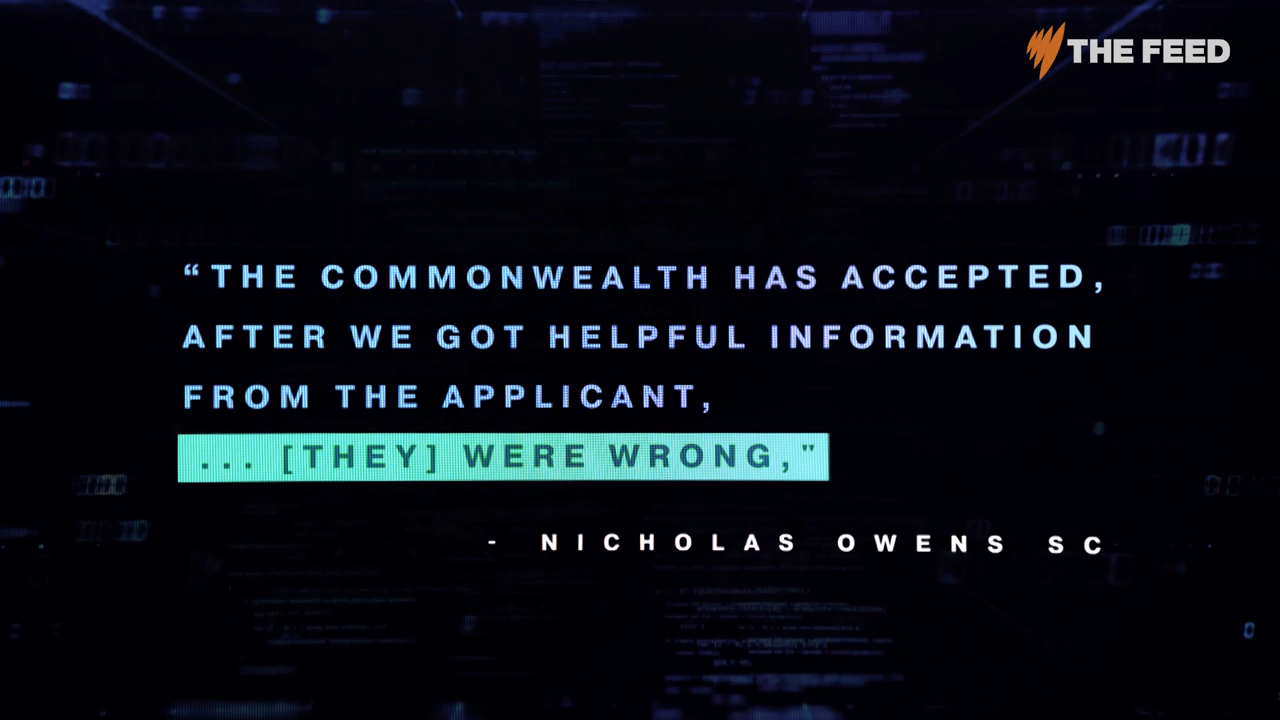 THE FEED
“THE COMMONWEALTH HAS ACCEPTED,
AFTER WE GOT HELPFUL INFORMATION
FROM THE APPLICANT,
... [THEY] WERE WRONG,”
- NICHOLAS OWENS SC